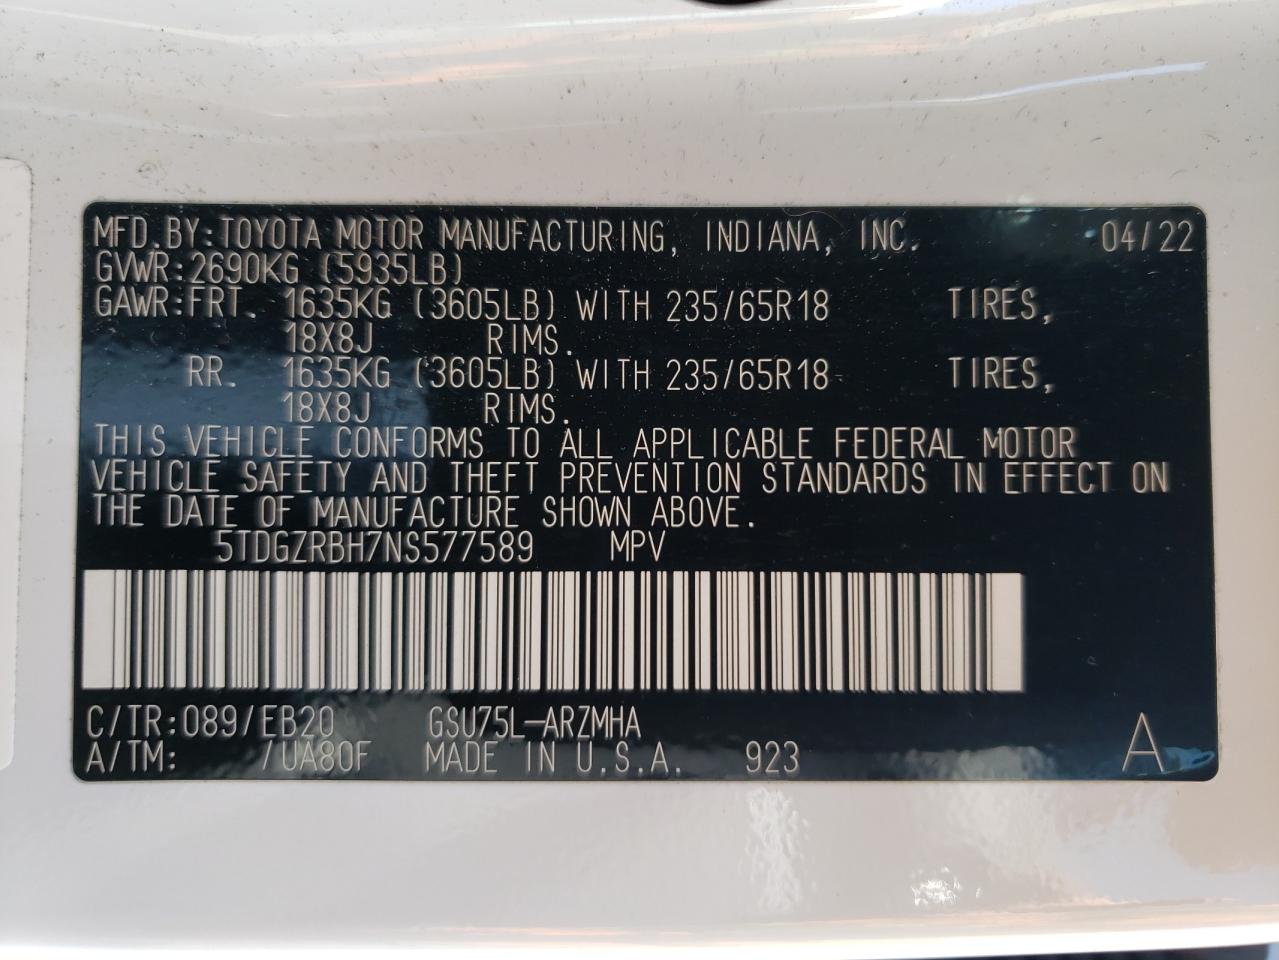 MFD.BY:TOYOTA MOTOR MANUFACTURING, INDIANA, INC. 04/22
GVWR:2690KG (5935LB)
GAWR:FRT. 1635KG (3605LB) WITH 235/65R18 TIRES,
18X8J RIMS.
RR. 1635KG (3605LB) WITH 235/65R18 TIRES,
18X8J RIMS.
THIS VEHICLE CONFORMS TO ALL APPLICABLE FEDERAL MOTOR
VEHICLE SAFETY AND THEFT PREVENTION STANDARDS IN EFFECT ON
THE DATE OF MANUFACTURE SHOWN ABOVE.
5TDGZRBH7NS577589 MPV
C/TR:089/EB20 GSU75L-ARZMHA
A/TM: /UA80F MADE IN U.S.A. 923 A